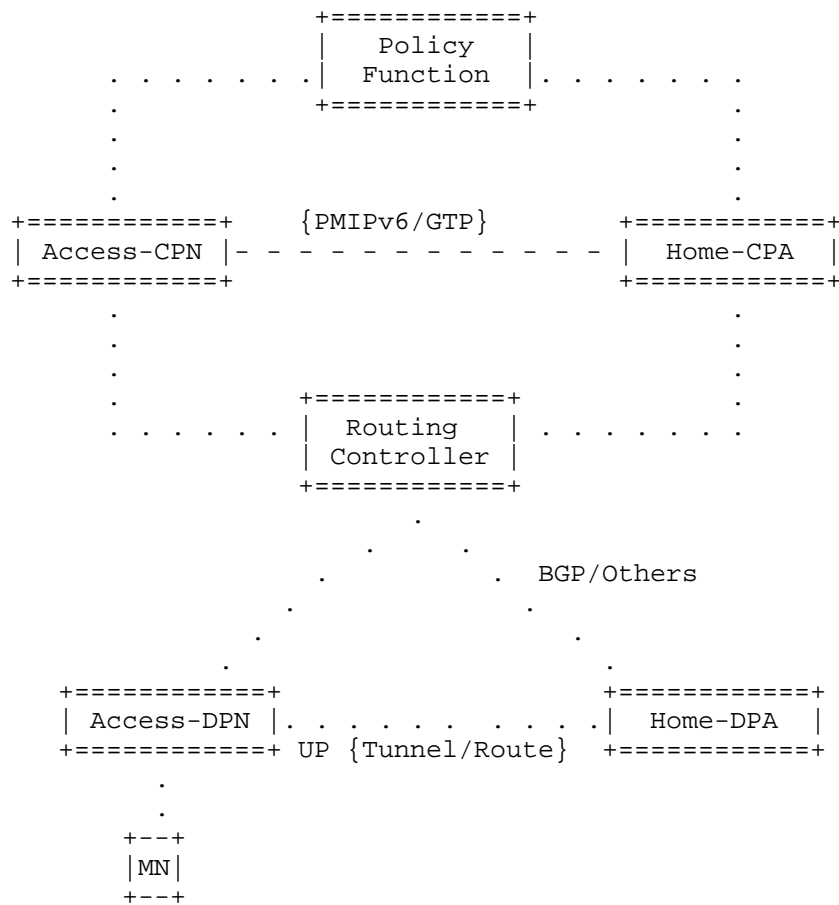 Policy
Function
{PMIPv6/GTP}
Access-CPN
Home-CPA
Routing
Controller
BGP/Others
Access-DPN
Home-DPA
UP {Tunnel/Route}
MN